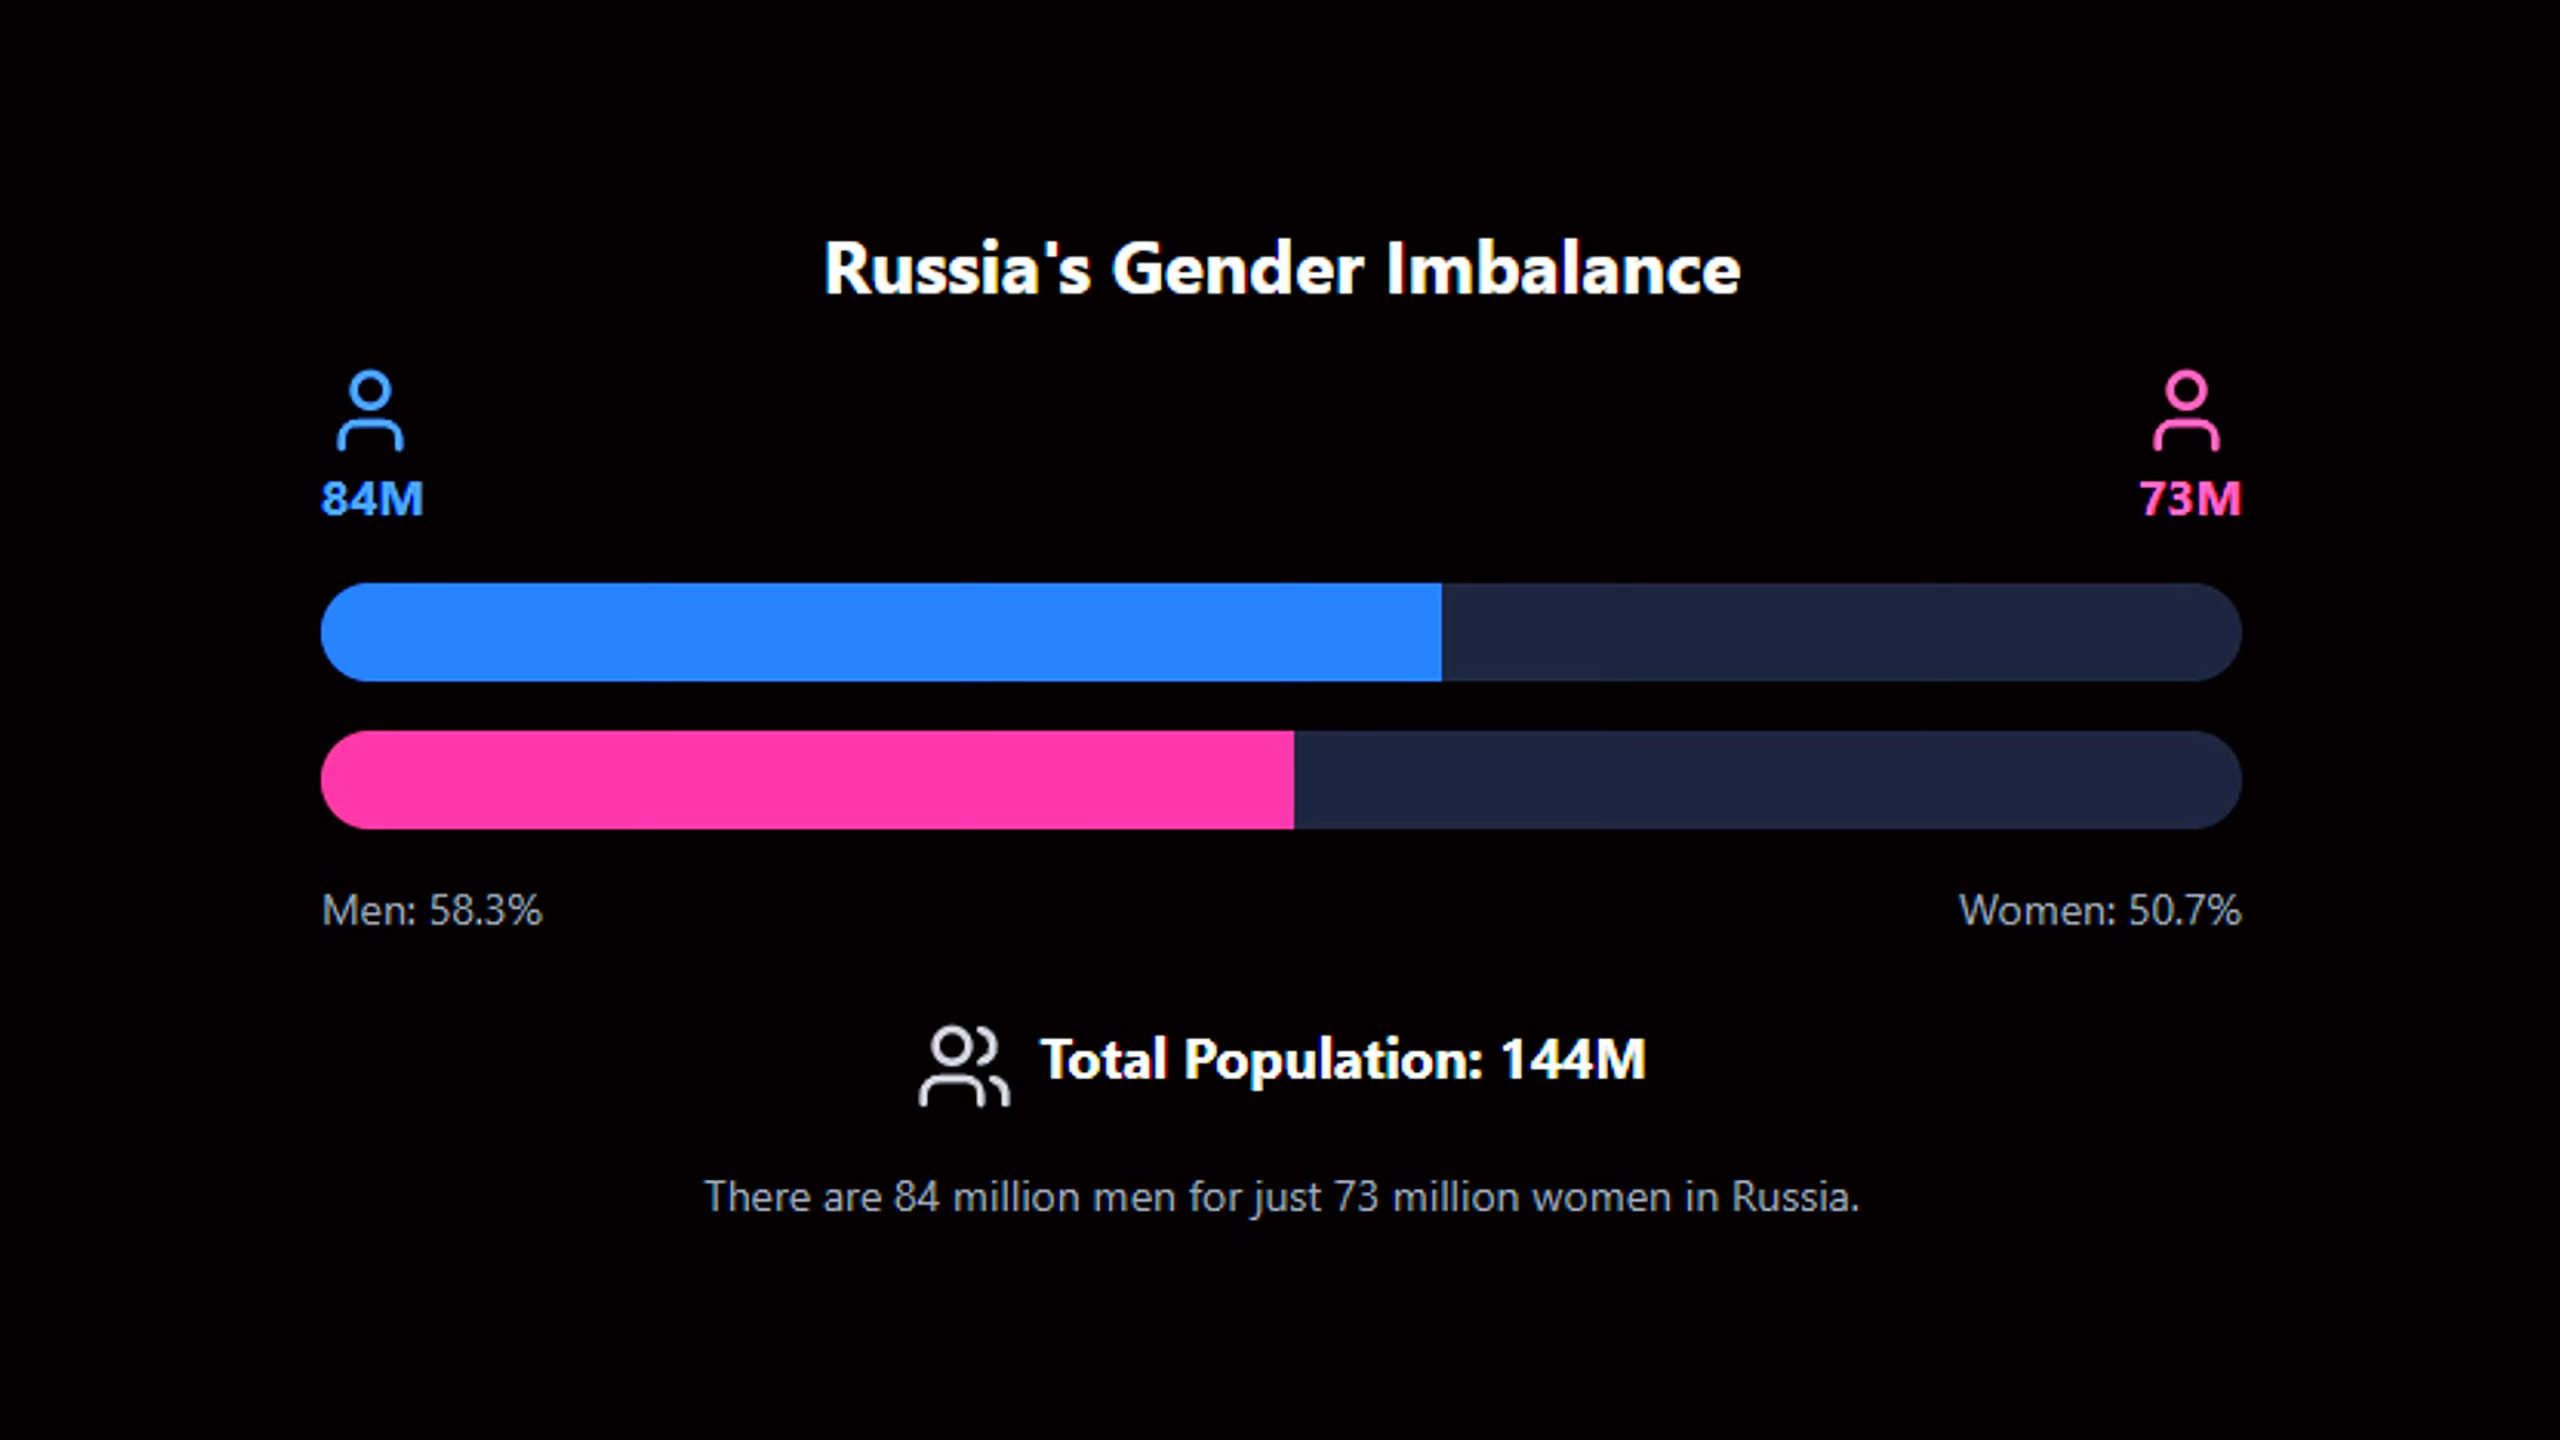 Russia's Gender Imbalance
84M
73M
Men: 58.3%
Women: 50.7%
Total Population: 144M
There are 84 million men for just 73 million women in Russia.